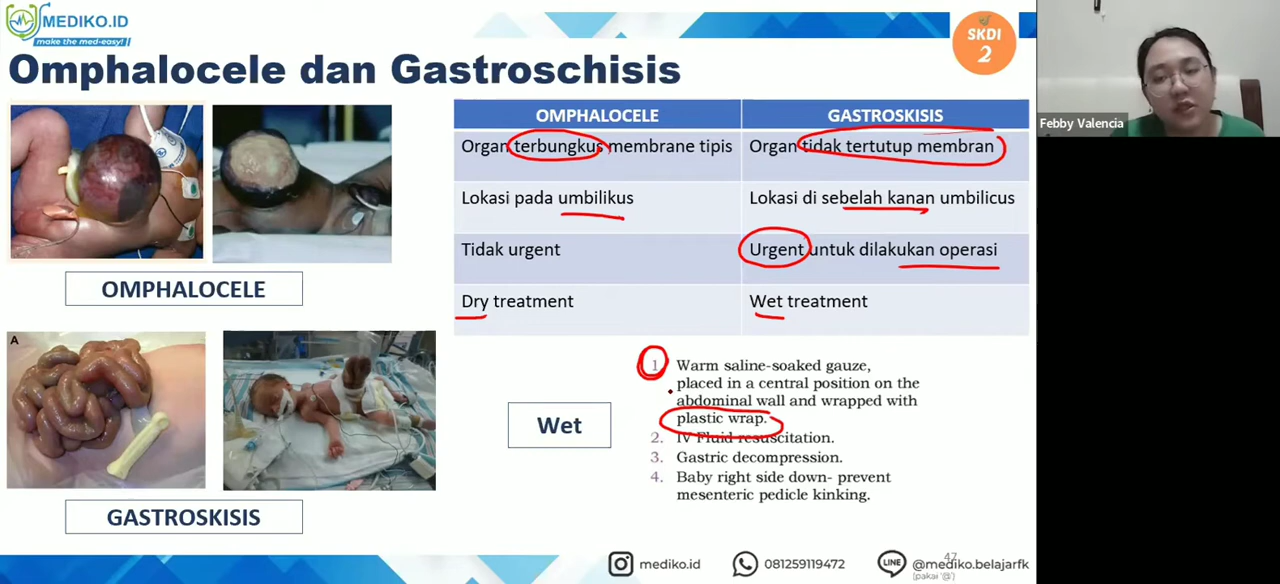 MEDIKO.ID
make the med-easy!
SKDI
2
Omphalocele dan Gastroschisis
OMPHALOCELE
A
GASTROSKISIS
OMPHALOCELE GASTROSKISIS
Organ terbungkus membrane tipis Organ tidak tertutup membran
Lokasi pada umbilikus Lokasi di sebelah kanan umbilicus
Tidak urgent Urgent untuk dilakukan operasi
Dry treatment Wet treatment
Wet
1. Warm saline-soaked gauze,
placed in a central position on the
abdominal wall and wrapped with
plastic wrap.
2. IV Fluid resuscitation.
3. Gastric decompression.
4. Baby right side down- prevent
mesenteric pedicle kinking.
mediko.id
081259119472
LINE
@mediko.belajarfk
(pakai '@')
47
Febby Valencia